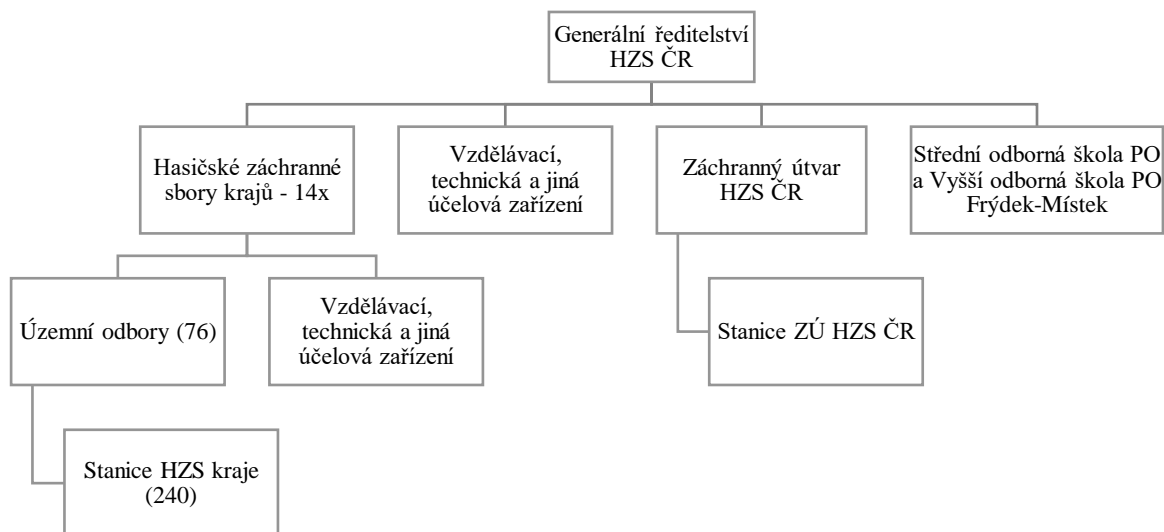 Generální ředitelství
HZS ČR
Hasičské záchranné
sbory krajů - 14x
Vzdělávací,
technická a jiná
účelová zařízení
Záchranný útvar
HZS ČR
Střední odborná škola PO
a Vyšší odborná škola PO
Frýdek-Místek
Územní odbory (76)
Vzdělávací,
technická a jiná
účelová zařízení
Stanice ZÚ HZS ČR
Stanice HZS kraje
(240)